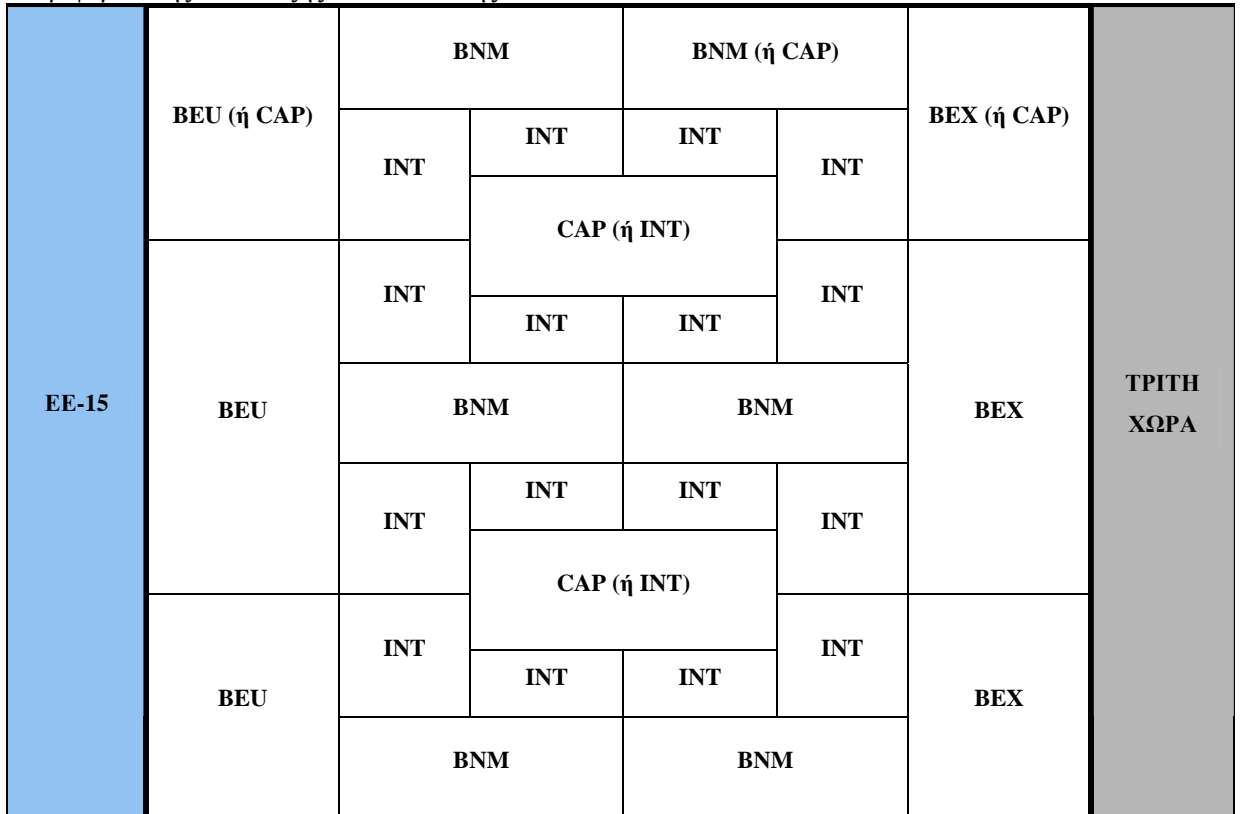 BNM
BNM (ή CAP)
BEU (ή CAP)
BEX (ή CAP)
INT
INT
INT
INT
CAP (ή INT)
INT
INT
INT
INT
ΕΕ-15
BEU
BNM
BNM
BEX
ΤΡΙΤΗ
ΧΩΡΑ
INT
INT
INT
INT
CAP (ή INT)
INT
INT
INT
INT
BEU
BEX
BNM
BNM